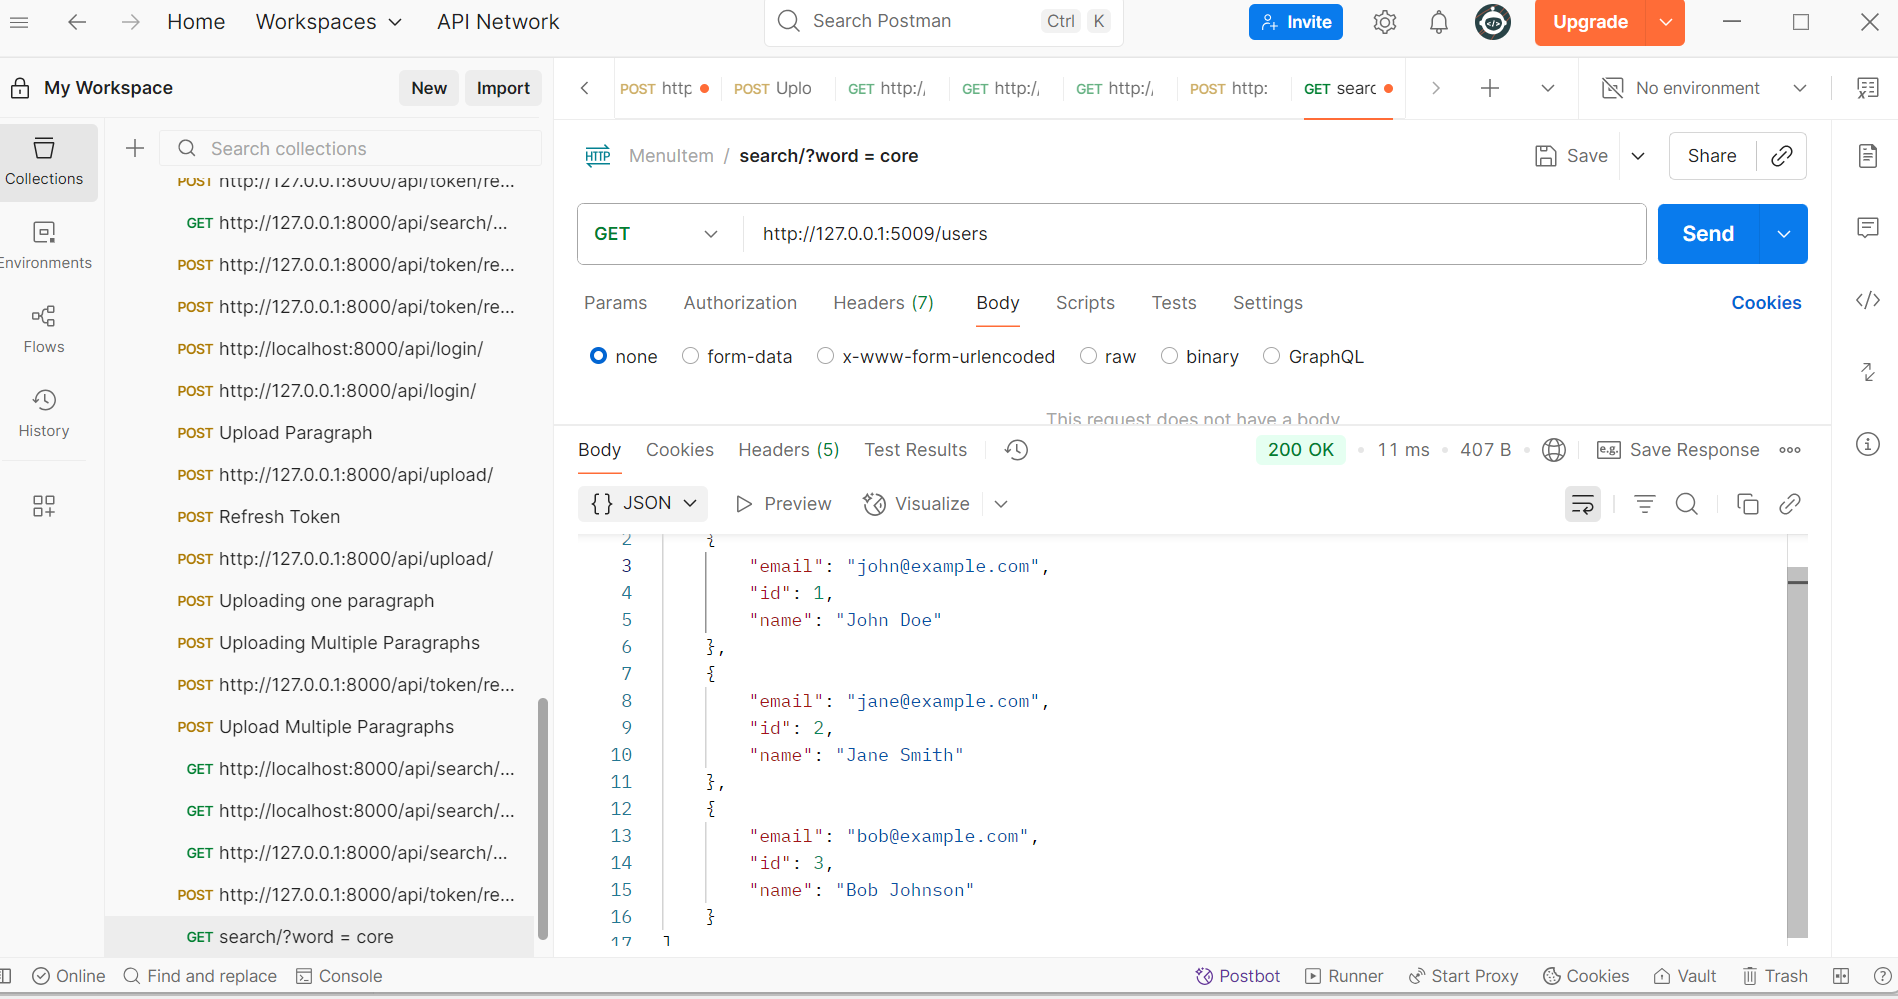 Home Workspaces API Network Search Postman Ctrl K Invite Upgrade
My Workspace New Import
POST http POST Uplo GET http:/, GET http:/, GET http:/, POST http: GET searc No environment
Collections
Environments
Flows
History
Search collections
POST http://127.0.0.1:8000/api/token/re...
GET http://127.0.0.1:8000/api/search/...
POST http://127.0.0.1:8000/api/token/re...
POST http://127.0.0.1:8000/api/token/re...
POST http://localhost:8000/api/login/
POST http://127.0.0.1:8000/api/login/
POST Upload Paragraph
POST http://127.0.0.1:8000/api/upload/
POST Refresh Token
POST http://127.0.0.1:8000/api/upload/
POST Uploading one paragraph
POST Uploading Multiple Paragraphs
POST http://127.0.0.1:8000/api/token/re...
POST Upload Multiple Paragraphs
GET http://localhost:8000/api/search/...
GET http://localhost:8000/api/search/...
GET http://127.0.0.1:8000/api/search/...
POST http://127.0.0.1:8000/api/token/re...
GET search/?word = core
HTTP MenuItem / search/?word = core Save Share
GET http://127.0.0.1:5009/users Send
Params Authorization Headers (7) Body Scripts Tests Settings Cookies
none form-data x-www-form-urlencoded raw binary GraphQL
This request does not have a body
Body Cookies Headers (5) Test Results 200 OK • 11 ms • 407 B • e.g. Save Response
{} JSON Preview Visualize
2 {
3 "email": "john@example.com",
4 "id": 1,
5 "name": "John Doe"
6 },
7 {
8 "email": "jane@example.com",
9 "id": 2,
10 "name": "Jane Smith"
11 },
12 {
13 "email": "bob@example.com",
14 "id": 3,
15 "name": "Bob Johnson"
16 }
17 ]
Online Find and replace Console Postbot Runner Start Proxy Cookies Vault Trash